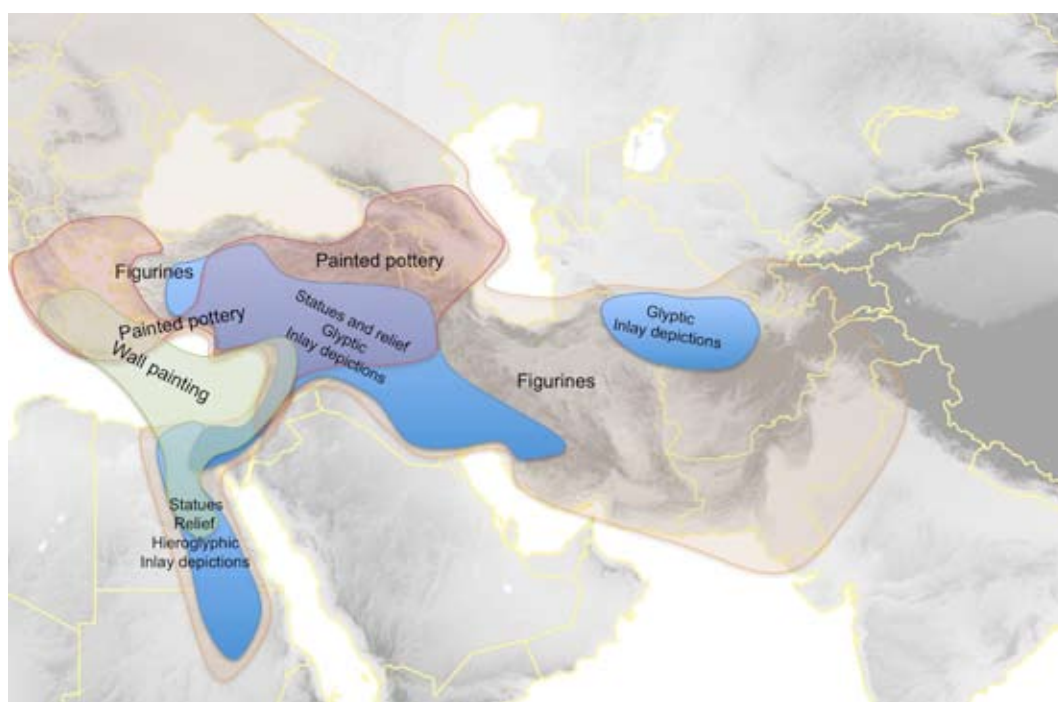 Painted pottery
Figurines
Statues and relief
Glyptic
Inlay depictions
Glyptic
Inlay depictions
Painted pottery
Wall painting
Figurines
Statues
Relief
Hieroglyphic
Inlay depictions